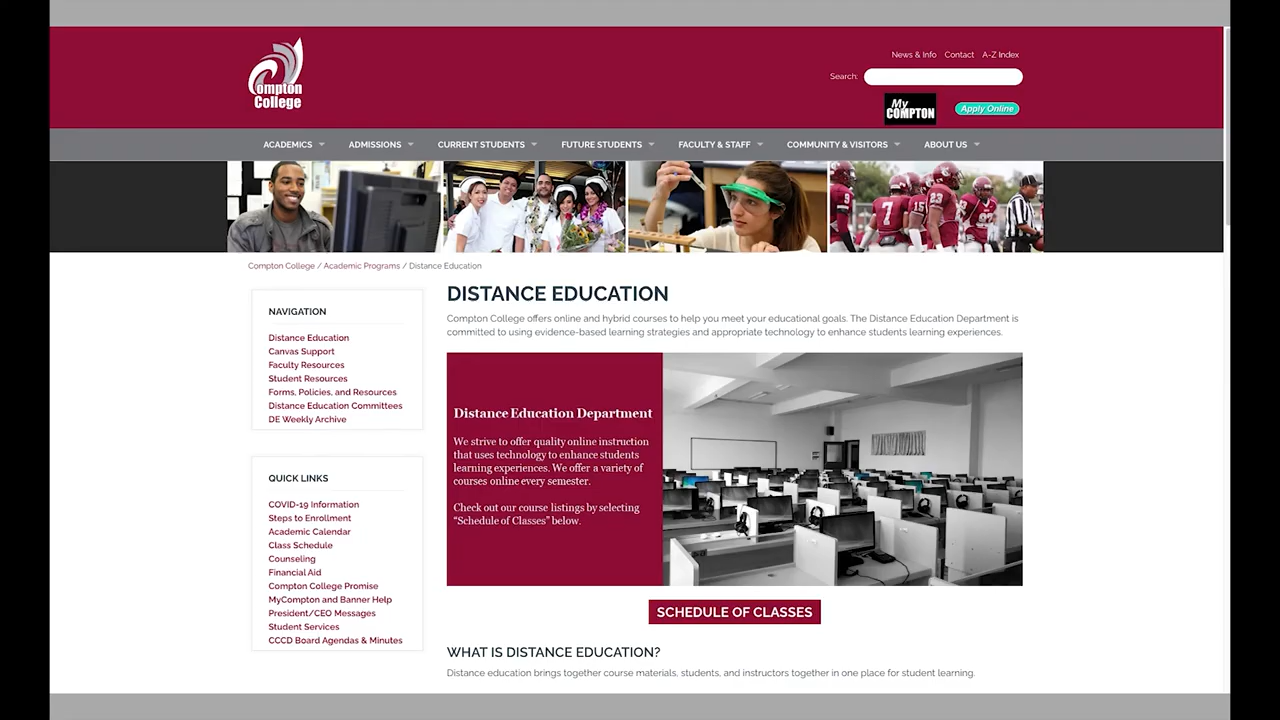 ompton
College
News & Info Contact A-Z Index
Search:
My
COMPTON
Apply Online
ACADEMICS ADMISSIONS CURRENT STUDENTS FUTURE STUDENTS FACULTY & STAFF COMMUNITY & VISITORS ABOUT US
9 7 15 23
Compton College / Academic Programs / Distance Education
NAVIGATION
Distance Education
Canvas Support
Faculty Resources
Student Resources
Forms, Policies, and Resources
Distance Education Committees
DE Weekly Archive
QUICK LINKS
COVID-19 Information
Steps to Enrollment
Academic Calendar
Class Schedule
Counseling
Financial Aid
Compton College Promise
MyCompton and Banner Help
President/CEO Messages
Student Services
CCCD Board Agendas & Minutes
DISTANCE EDUCATION
Compton College offers online and hybrid courses to help you meet your educational goals. The Distance Education Department is
committed to using evidence-based learning strategies and appropriate technology to enhance students learning experiences.
Distance Education Department
We strive to offer quality online instruction
that uses technology to enhance students
learning experiences. We offer a variety of
courses online every semester.
Check out our course listings by selecting
“Schedule of Classes” below.
SCHEDULE OF CLASSES
WHAT IS DISTANCE EDUCATION?
Distance education brings together course materials, students, and instructors together in one place for student learning.